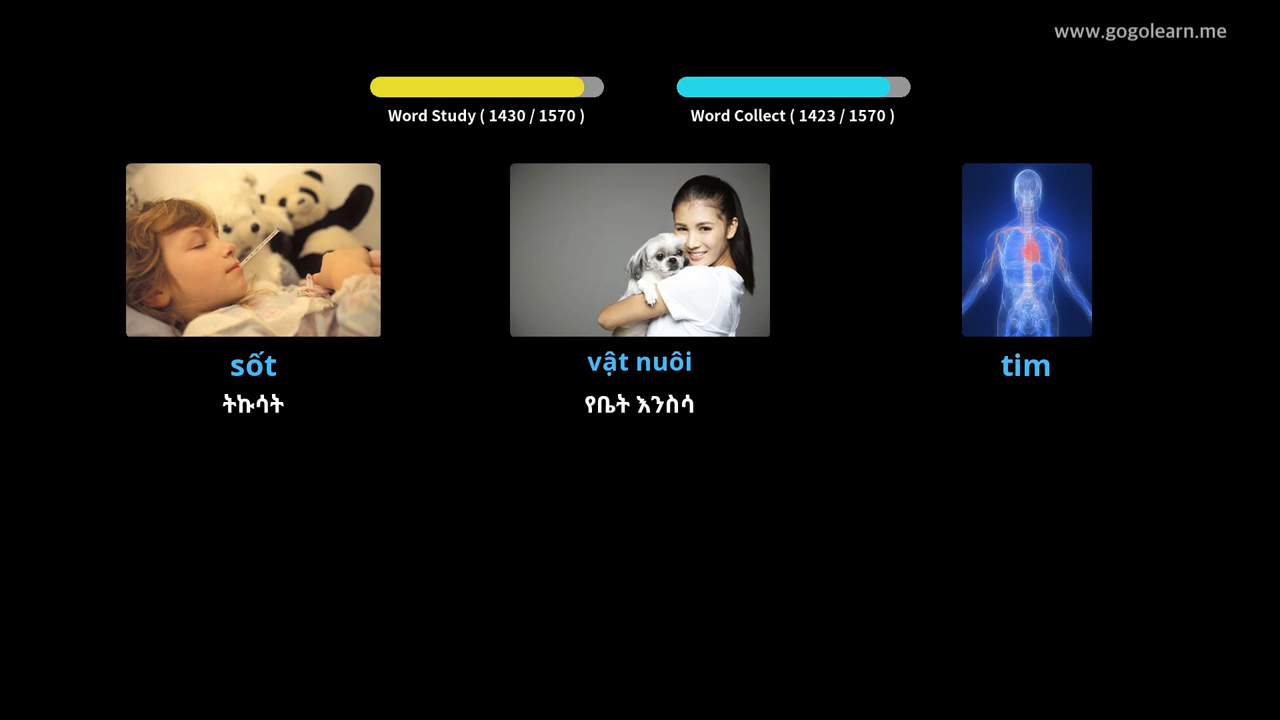 www.gogolearn.me
Word Study ( 1430 / 1570 )
Word Collect ( 1423 / 1570 )
sốt
ትኩሳት
vật nuôi
የቤት እንስሳ
tim